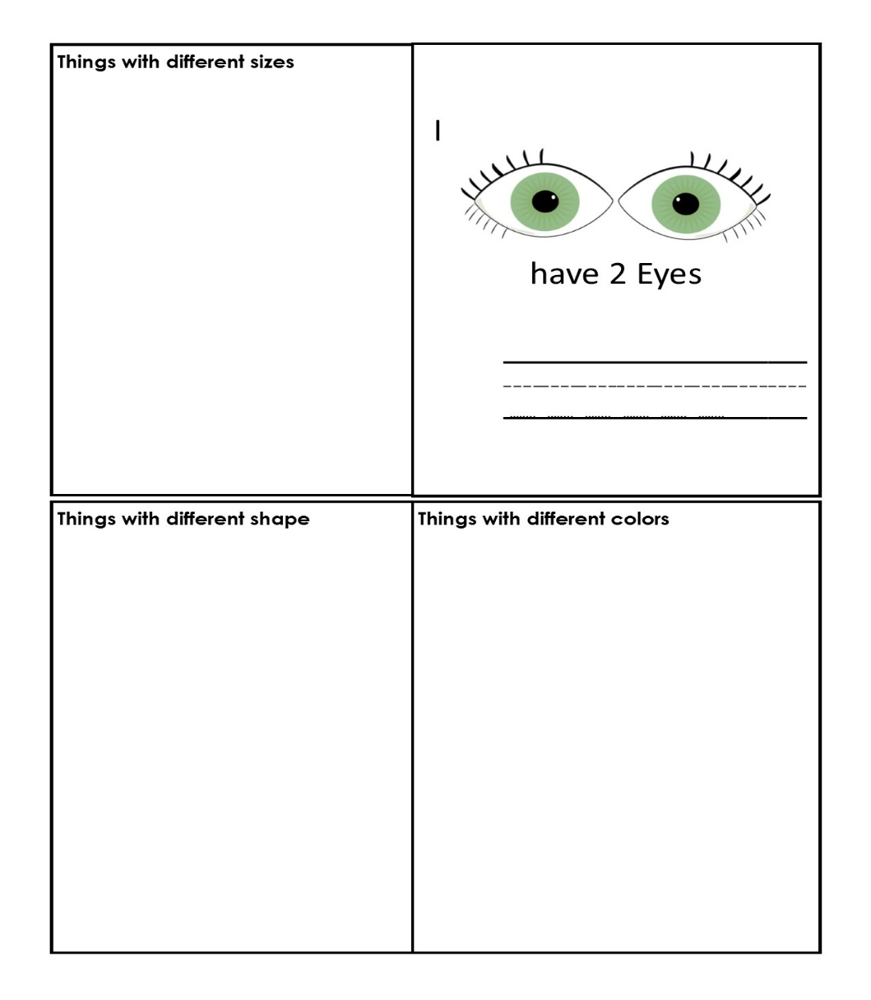 Things with different sizes
I
have 2 Eyes
Things with different shape
Things with different colors